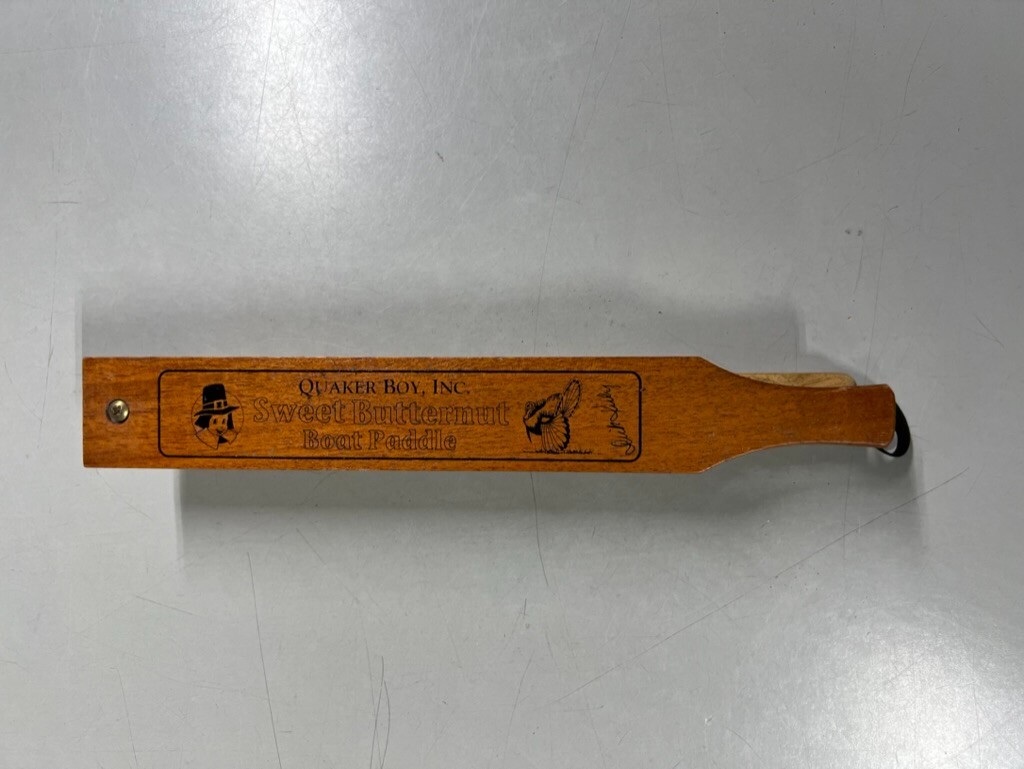 QUAKER BOY, INC.
Sweet Butternut
Boat Paddle